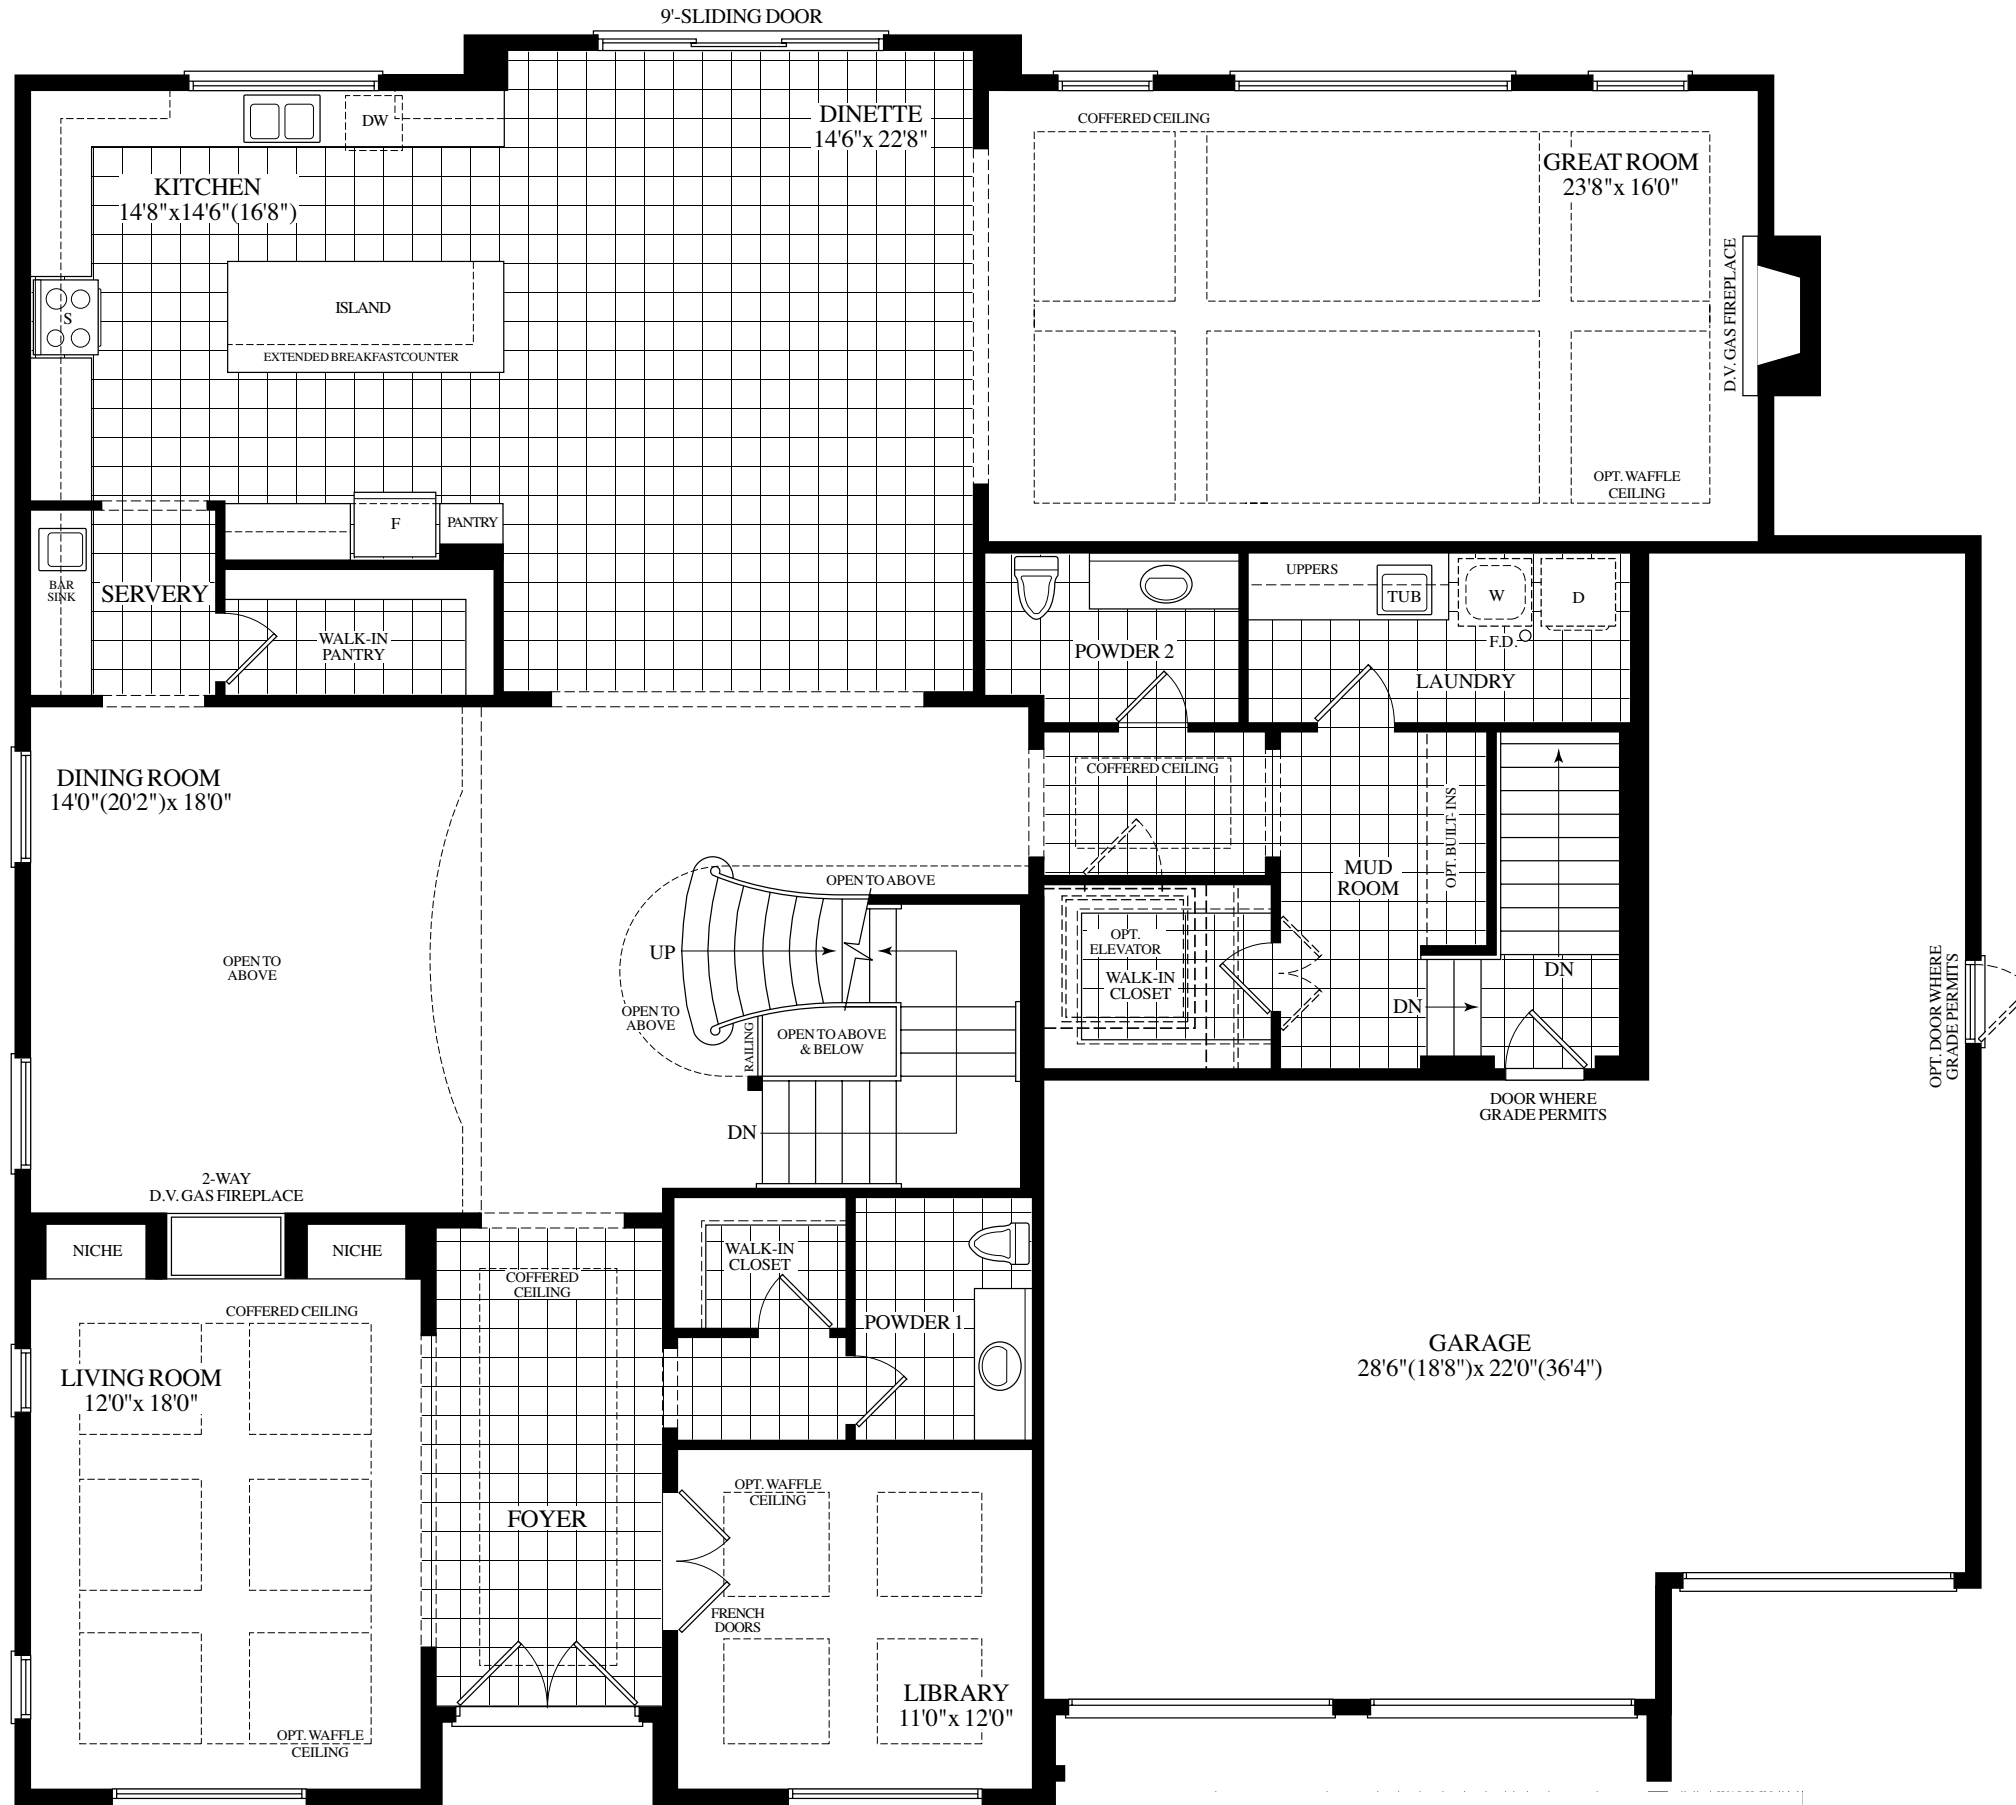 9'-SLIDING DOOR
DW
DINETTE
14'6"x 22'8"
COFFERED CEILING
GREAT ROOM
23'8"x 16'0"
KITCHEN
14'8"x14'6"(16'8")
S
ISLAND
EXTENDED BREAKFAST COUNTER
D.V. GAS FIREPLACE
OPT. WAFFLE
CEILING
F
PANTRY
BAR
SINK
SERVERY
WALK-IN
PANTRY
UPPERS
TUB
W
D
F.D.
POWDER 2
LAUNDRY
DINING ROOM
14'0"(20'2")x 18'0"
COFFERED CEILING
OPT. BUILT- INS
MUD
ROOM
OPEN TO ABOVE
UP
OPEN TO
ABOVE
OPT.
ELEVATOR
WALK-IN
CLOSET
DN
DN
OPT. DOOR WHERE
GRADE PERMITS
OPEN TO
ABOVE
RAILING
OPEN TO ABOVE
& BELOW
DOOR WHERE
GRADE PERMITS
DN
2-WAY
D.V. GAS FIREPLACE
NICHE
NICHE
WALK-IN
CLOSET
COFFERED
CEILING
COFFERED CEILING
POWDER 1
LIVING ROOM
12'0"x 18'0"
GARAGE
28'6"(18'8")x 22'0"(36'4")
OPT. WAFFLE
CEILING
FOYER
FRENCH
DOORS
LIBRARY
11'0"x 12'0"
OPT. WAFFLE
CEILING